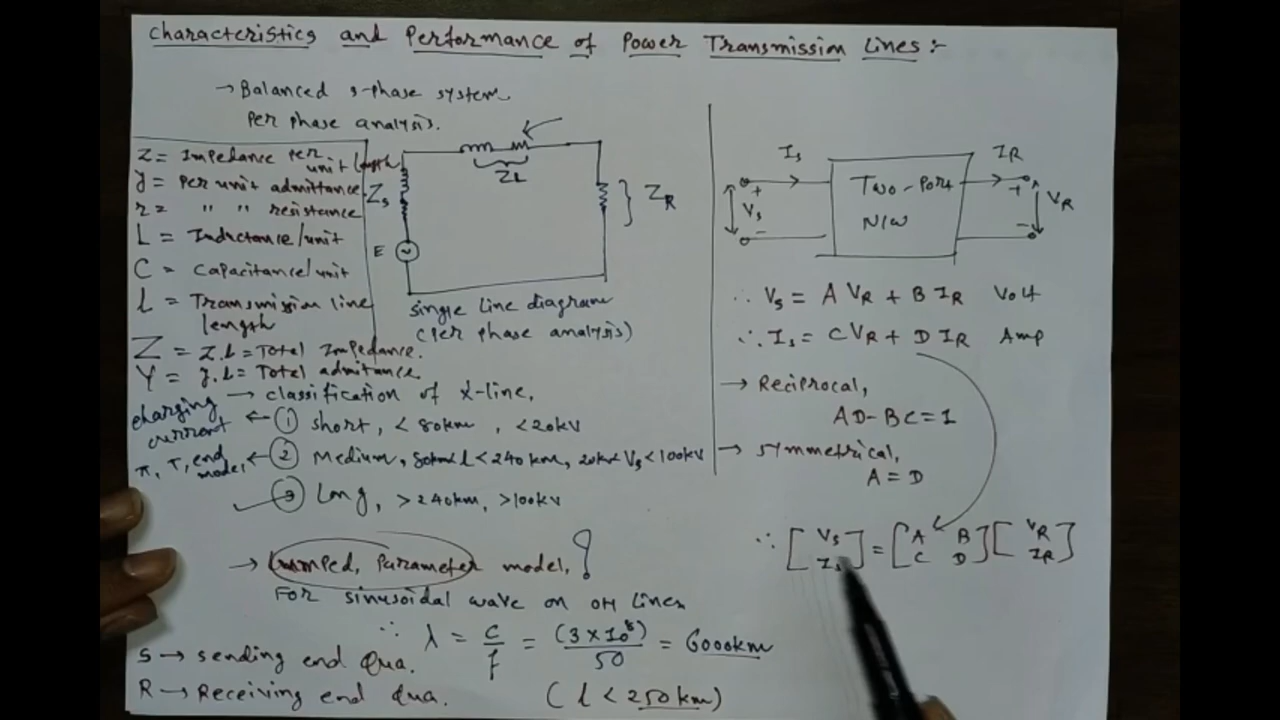 Characteristics and Performance of Power Transmission Lines:-
→ Balanced 3-phase system
Per phase analysis.
Z = Impedance per unit length
y = Per unit admittance
r = " " resistance
L = Inductance/unit
C = Capacitance/unit
l = Transmission line length
Z = z.l = Total Impedance.
Y = y.l = Total admitance.
Zs
E
ZL
ZR
single line diagram
(Per phase analysis)
→ classification of X-line,
charging current ← ① short, < 80km, <20kV
π, T, end model ← ② Medium, 80km< l < 240 km, 20kv< Vs < 100kV
③ Long, > 240km, >100kV
→ Lumped, Parameter model,
For sinusoidal wave on OH Lines
∴ λ = c/f = (3 × 10⁸)/50 = 6000km
S → sending end Qua.
R → Receiving end Qua. (l < 250 km)
Is IR
+ Vs -
Two-Port N/W
+ VR -
∴ Vs = A VR + B IR Volt
∴ Is = C VR + D IR Amp
→ Reciprocal,
AD - BC = 1
→ symmetrical,
A = D
∴ [Vs Is] = [A B C D] [VR IR]